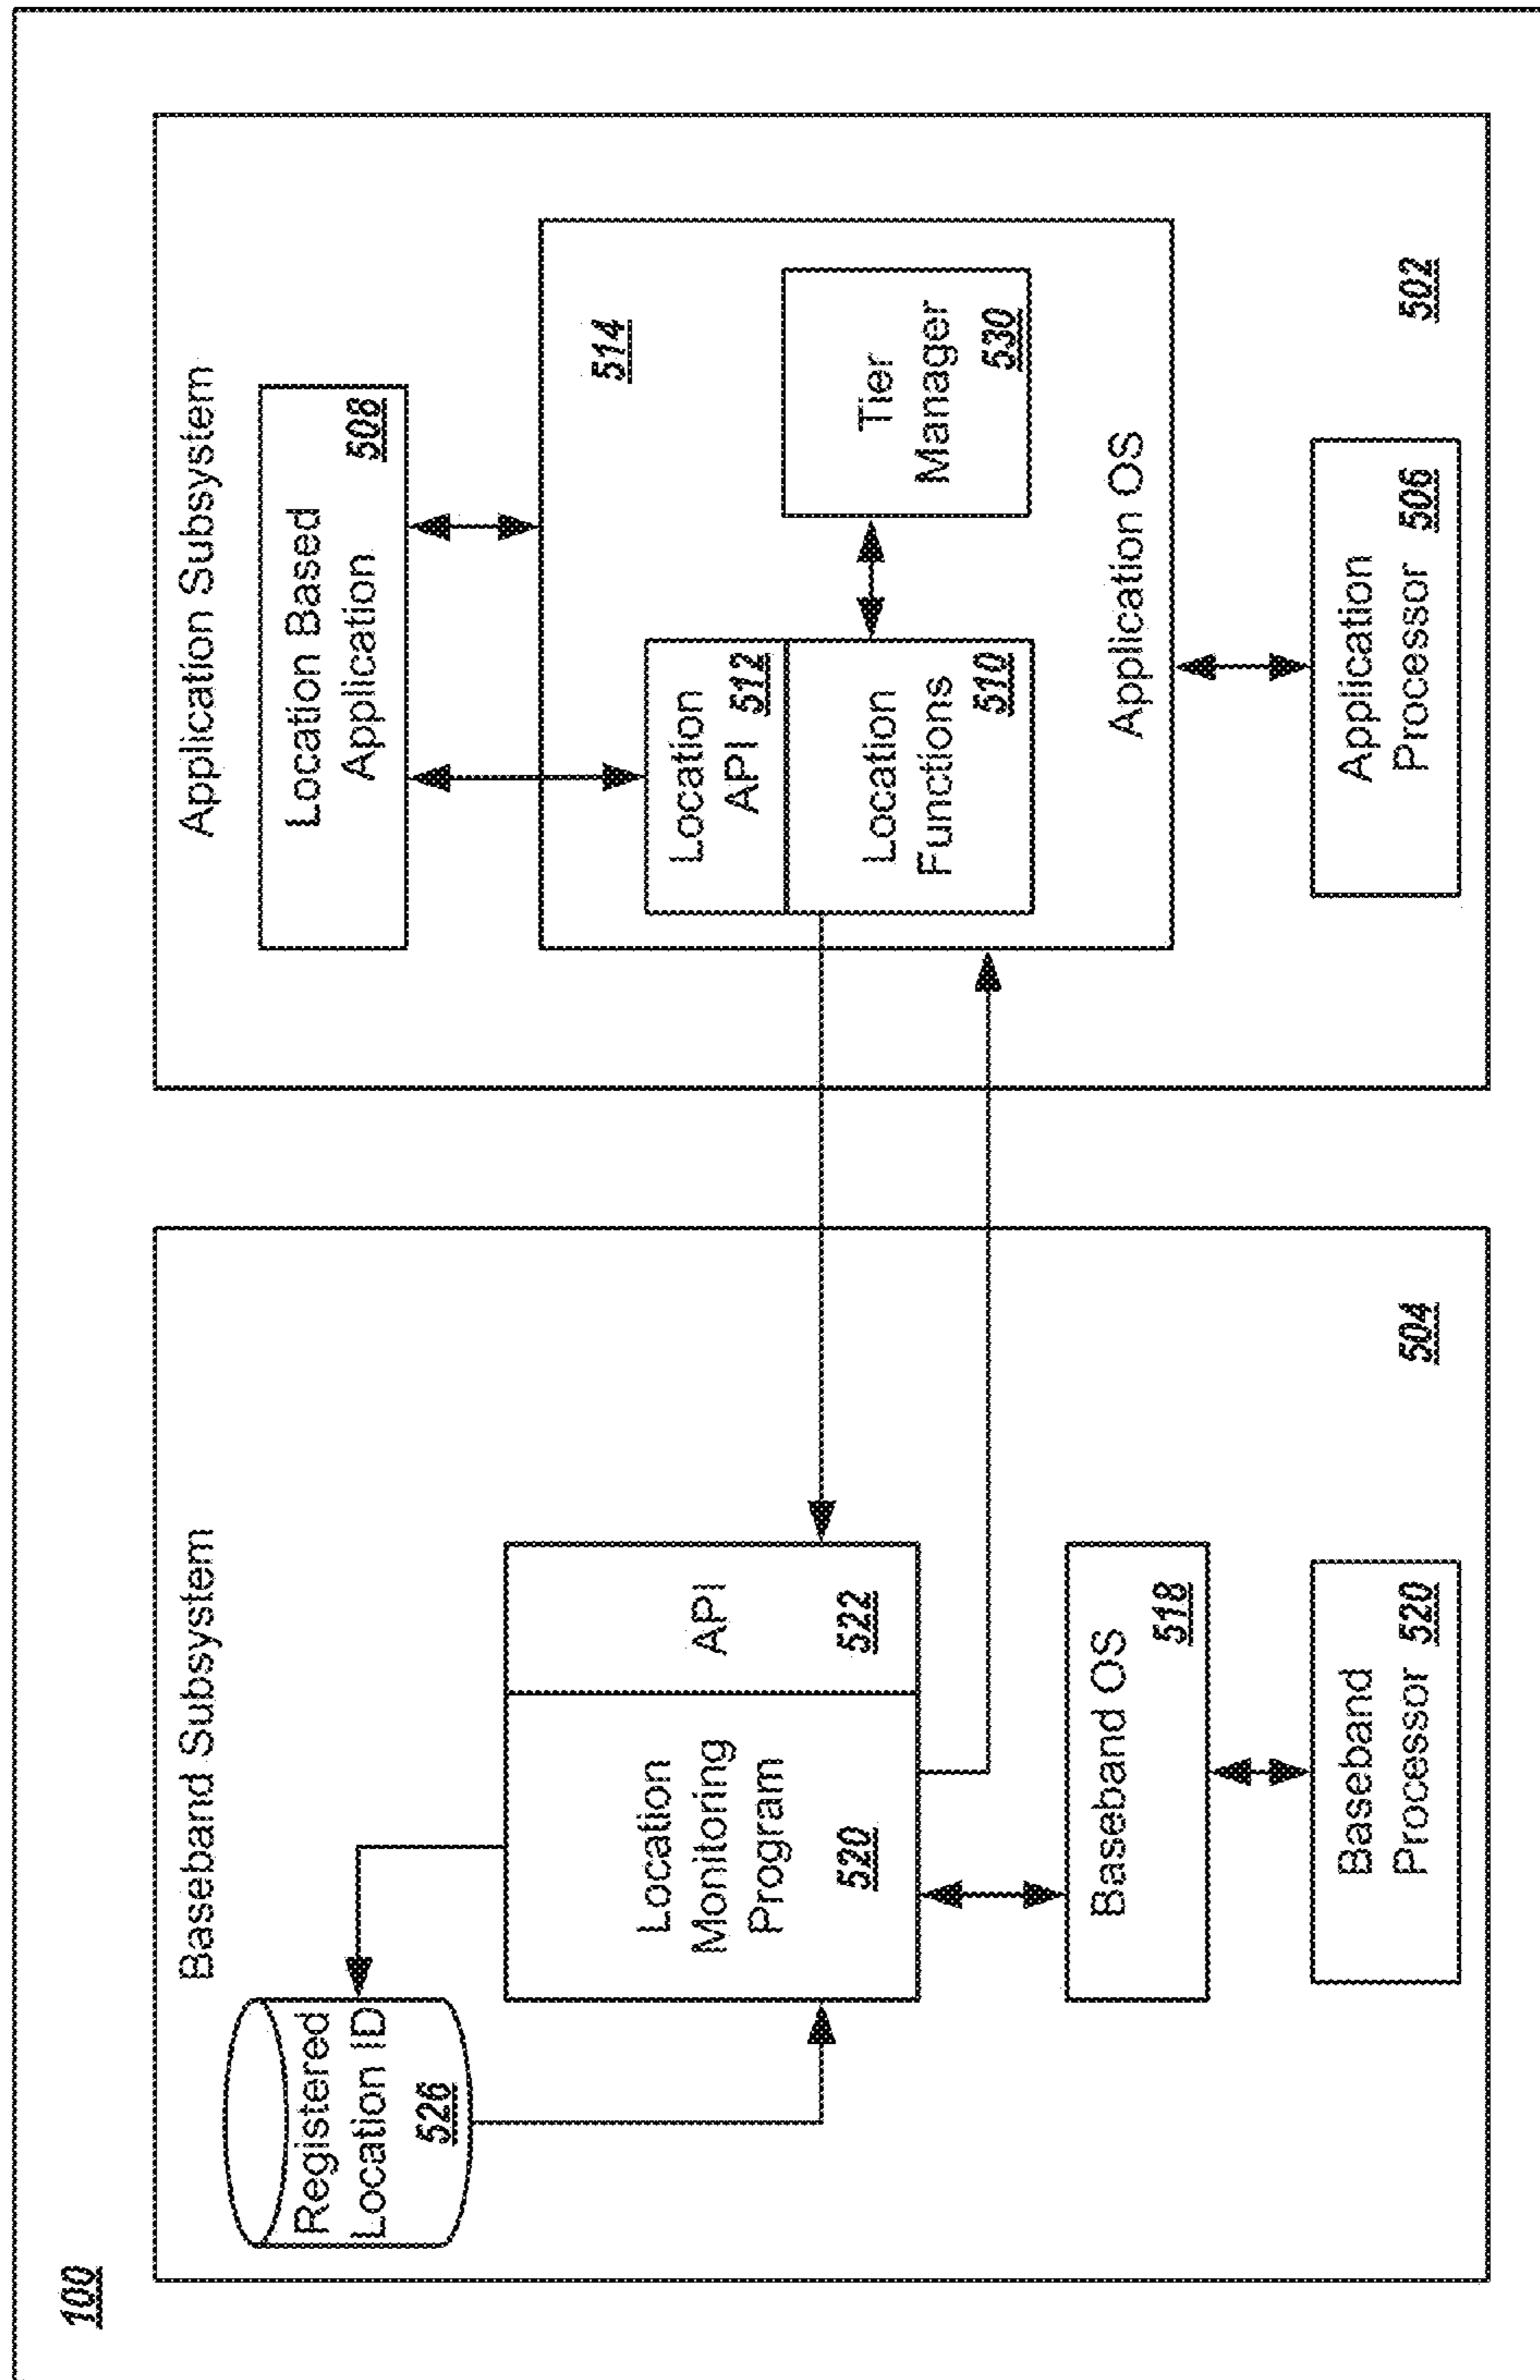 100
Baseband Subsystem
Registered
Location ID
526
Location
Monitoring
Program
520
API
522
Baseband OS
518
Baseband
Processor 520
504
Application Subsystem
Location Based
Application
508
514
Location
API 512
Location
Functions
510
Tier
Manager
530
Application OS
Application
Processor 506
502